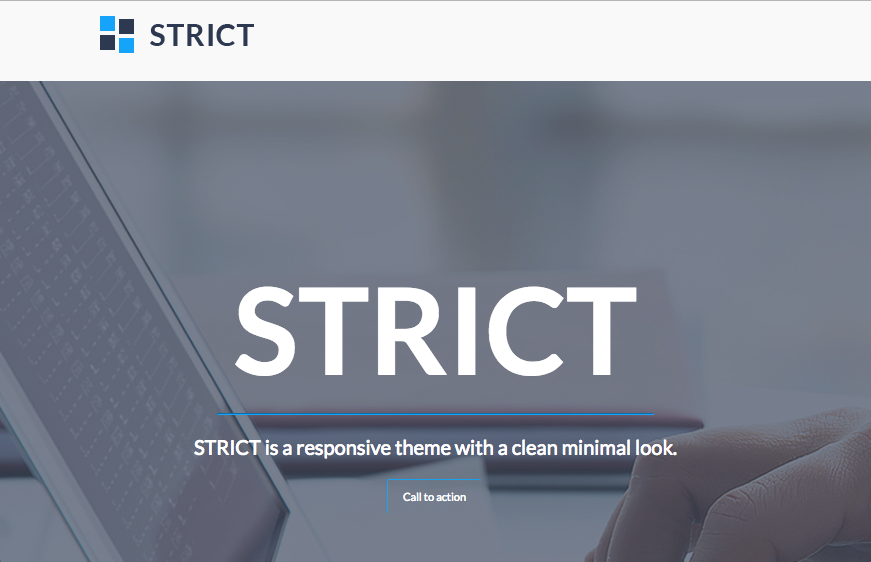 STRICT
STRICT
STRICT is a responsive theme with a clean minimal look.
Call to action